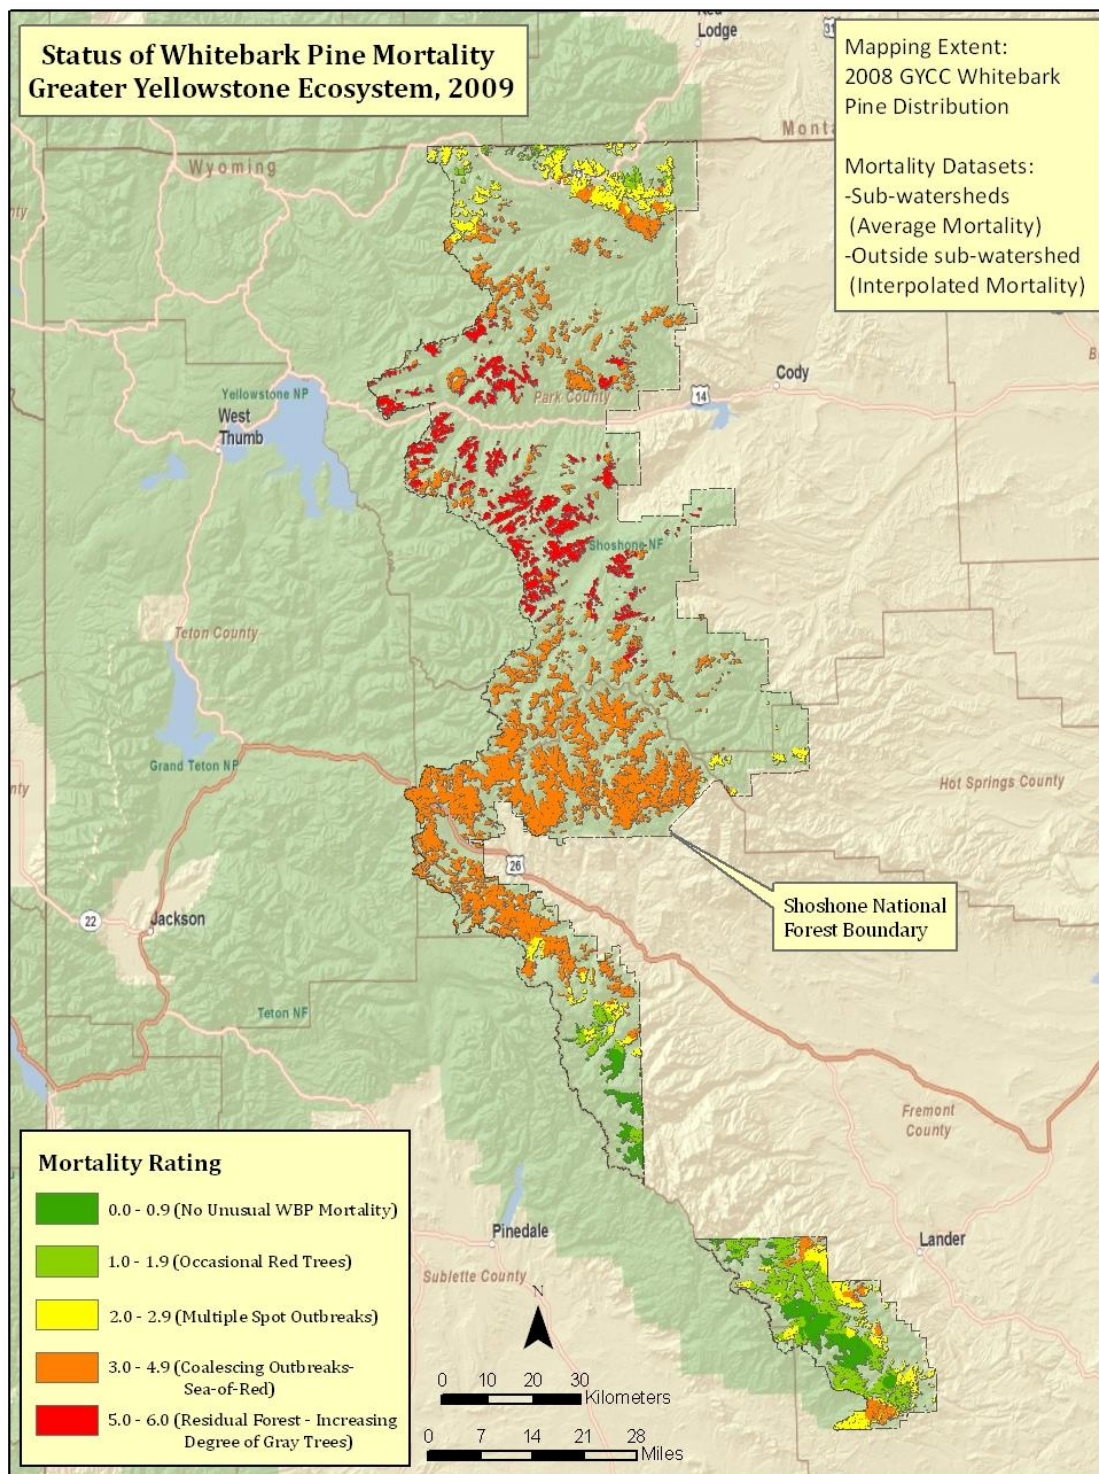 Status of Whitebark Pine Mortality
Greater Yellowstone Ecosystem, 2009
Lodge
Mapping Extent:
2008 GYCC Whitebark
Pine Distribution
Mortality Datasets:
-Sub-watersheds
(Average Mortality)
-Outside sub-watershed
(Interpolated Mortality)
Wyoming
Cody
14
Yellowstone NP
West
Thumb
Park County
Shoshone NF
Teton County
Grand Teton NP
Hot Springs County
26
Shoshone National
Forest Boundary
22
Jackson
Teton NF
Fremont
County
Pinedale
Lander
Sublette County
Mortality Rating
0.0 - 0.9 (No Unusual WBP Mortality)
1.0 - 1.9 (Occasional Red Trees)
2.0 - 2.9 (Multiple Spot Outbreaks)
3.0 - 4.9 (Coalescing Outbreaks-
Sea-of-Red)
5.0 - 6.0 (Residual Forest - Increasing
Degree of Gray Trees)
N
0 10 20 30
Kilometers
0 7 14 21 28
Miles